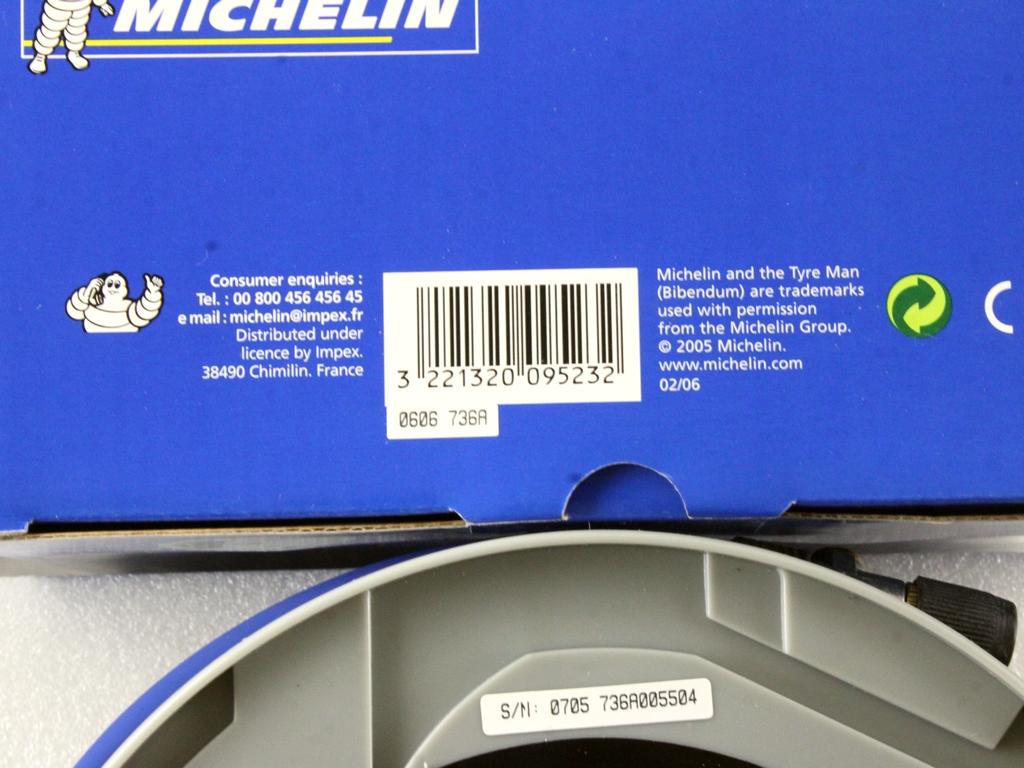 MICHELIN
Consumer enquiries :
Tel. : 00 800 456 456 45
e mail : michelin@impex.fr
Distributed under
licence by Impex.
38490 Chimilin. France
3 221320 095232
0606 736A
Michelin and the Tyre Man
(Bibendum) are trademarks
used with permission
from the Michelin Group.
© 2005 Michelin.
www.michelin.com
02/06
S/N: 0705 736A005504